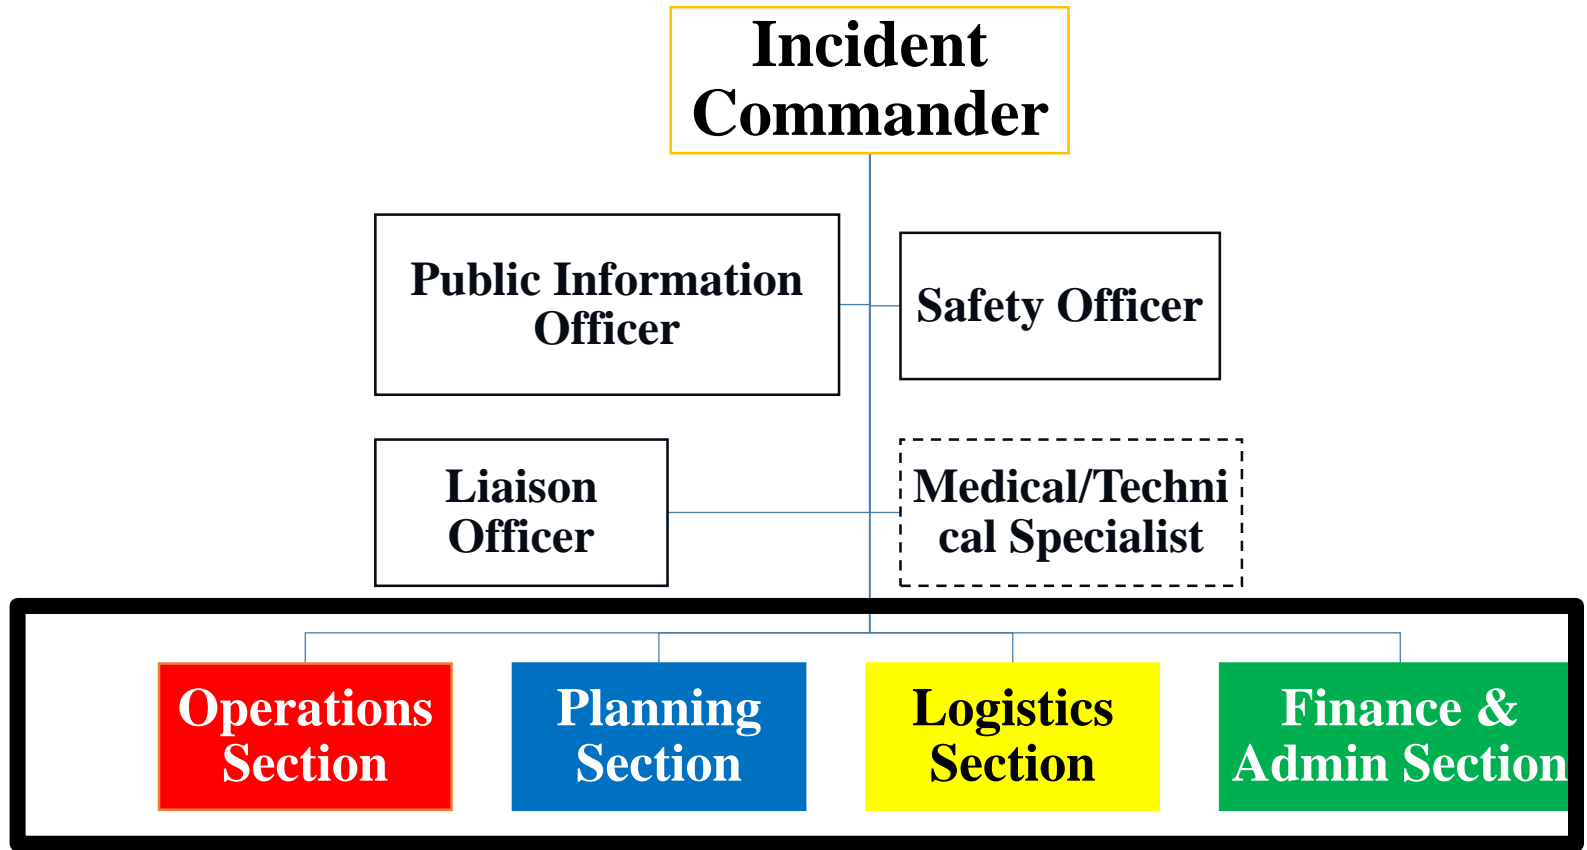 Incident
Commander
Public Information
Officer
Safety Officer
Liaison
Officer
Medical/Techni
cal Specialist
Operations
Section
Planning
Section
Logistics
Section
Finance &
Admin Section